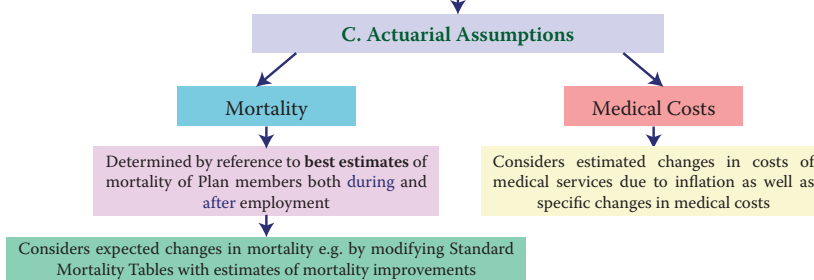 C. Actuarial Assumptions
Mortality
Medical Costs
Determined by reference to best estimates of
mortality of Plan members both during and
after employment
Considers estimated changes in costs of
medical services due to inflation as well as
specific changes in medical costs
Considers expected changes in mortality e.g. by modifying Standard
Mortality Tables with estimates of mortality improvements